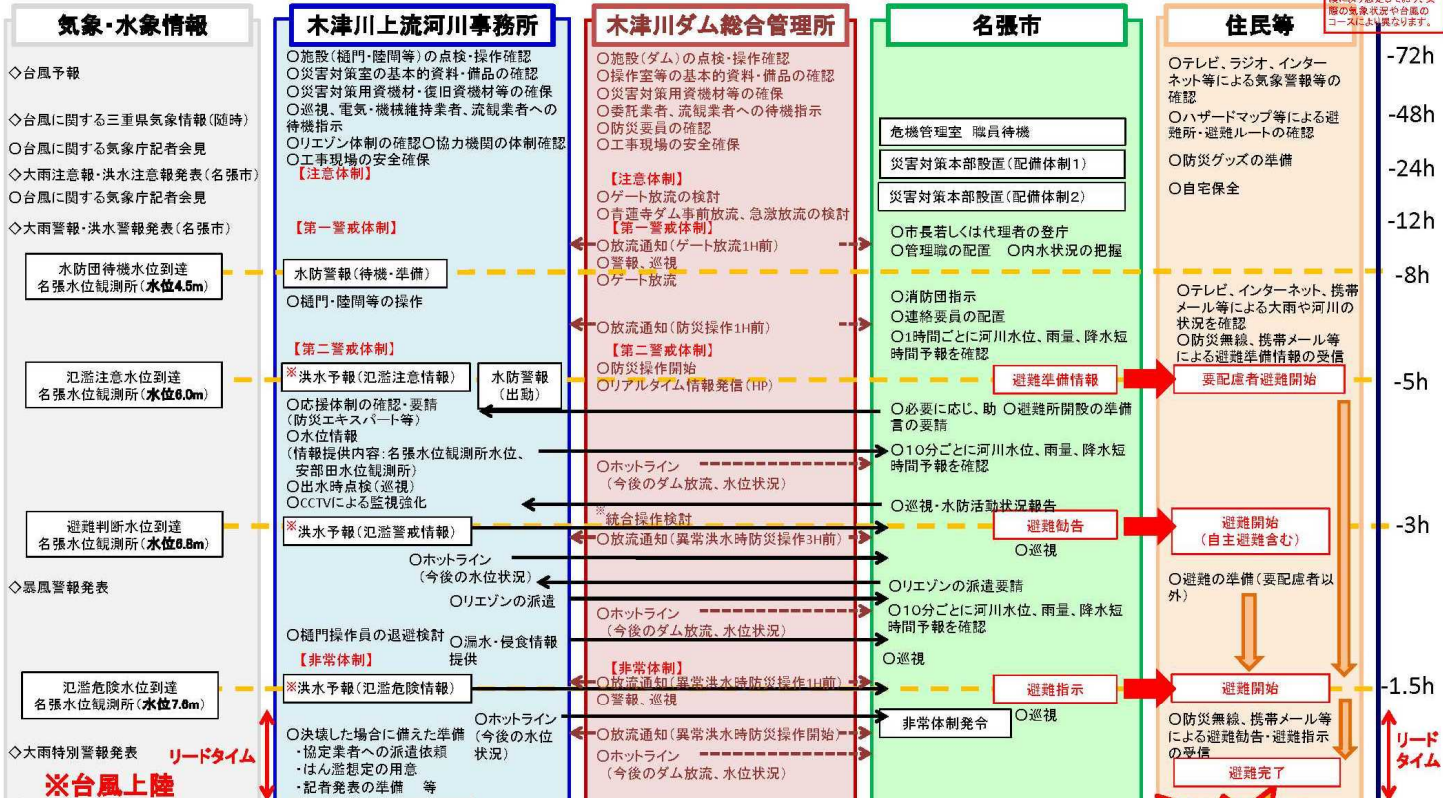 気象・水象情報
◇台風予報
◇台風に関する三重県気象情報(随時)
◇台風に関する気象庁記者会見
◇大雨注意報・洪水注意報発表(名張市)
◇台風に関する気象庁記者会見
◇大雨警報・洪水警報発表(名張市)
水防団待機水位到達
名張水位観測所(水位4.5m)
氾濫注意水位到達
名張水位観測所(水位6.0m)
避難判断水位到達
名張水位観測所(水位6.8m)
◇暴風警報発表
氾濫危険水位到達
名張水位観測所(水位7.6m)
◇大雨特別警報発表
リードタイム
※台風上陸
木津川上流河川事務所
○施設(樋門・陸閘等)の点検・操作確認
○災害対策室の基本的資料・備品の確認
○災害対策用資機材・復旧資機材等の確保
○巡視、電気・機械維持業者、流観業者への
待機指示
○リエゾン体制の確認○協力機関の体制確認
○工事現場の安全確保
【注意体制】
【第一警戒体制】
水防警報(待機・準備)
○樋門・陸閘等の操作
【第二警戒体制】
※洪水予報(氾濫注意情報)
水防警報
(出動)
○応援体制の確認・要請
(防災エキスパート等)
○水位情報
(情報提供内容:名張水位観測所水位、
安部田水位観測所)
○出水時点検(巡視)
○CCTVによる監視強化
※洪水予報(氾濫警戒情報)
○ホットライン
(今後の水位状況)
○リエゾンの派遣
○樋門操作員の退避検討
○漏水・侵食情報
提供
【非常体制】
※洪水予報(氾濫危険情報)
○ホットライン
(今後の水位
状況)
○決壊した場合に備えた準備
・協定業者への派遣依頼
・はん濫想定の用意
・記者発表の準備 等
木津川ダム総合管理所
○施設(ダム)の点検・操作確認
○操作室等の基本的資料・備品の確認
○災害対策用資機材等の確保
○委託業者、流観業者への待機指示
○防災要員の確認
○工事現場の安全確保
【注意体制】
○ゲート放流の検討
○青蓮寺ダム事前放流、急激放流の検討
【第一警戒体制】
○放流通知(ゲート放流1H前)
○警報、巡視
○ゲート放流
○放流通知(防災操作1H前)
【第二警戒体制】
○防災操作開始
○リアルタイム情報発信(HP)
○ホットライン
(今後のダム放流、水位状況)
※統合操作検討
○放流通知(異常洪水時防災操作3H前)
○ホットライン
(今後のダム放流、水位状況)
【非常体制】
○放流通知(異常洪水時防災操作1H前)
○警報、巡視
○放流通知(異常洪水時防災操作開始)
○ホットライン
(今後のダム放流、水位状況)
名張市
危機管理室 職員待機
災害対策本部設置(配備体制1)
災害対策本部設置(配備体制2)
○市長若しくは代理者の登庁
○管理職の配置 ○内水状況の把握
○消防団指示
○連絡要員の配置
○1時間ごとに河川水位、雨量、降水短
時間予報を確認
避難準備情報
○必要に応じ、助
言の要請
○避難所開設の準備
○10分ごとに河川水位、雨量、降水短
時間予報を確認
○巡視・水防活動状況報告
避難勧告
○巡視
○リエゾンの派遣要請
○10分ごとに河川水位、雨量、降水短
時間予報を確認
○巡視
避難指示
非常体制発令
○巡視
住民等
際の気象状況や台風の
コースにより異なります。
○テレビ、ラジオ、インター
ネット等による気象警報等の
確認
○ハザードマップ等による避
難所・避難ルートの確認
○防災グッズの準備
○自宅保全
○テレビ、インターネット、携帯
メール等による大雨や河川の
状況を確認
○防災無線、携帯メール等
による避難準備情報の受信
要配慮者避難開始
避難開始
(自主避難含む)
○避難の準備(要配慮者以
外)
避難開始
○防災無線、携帯メール等
による避難勧告・避難指示
の受信
避難完了
-72h
-48h
-24h
-12h
-8h
-5h
-3h
-1.5h
リード
タイム